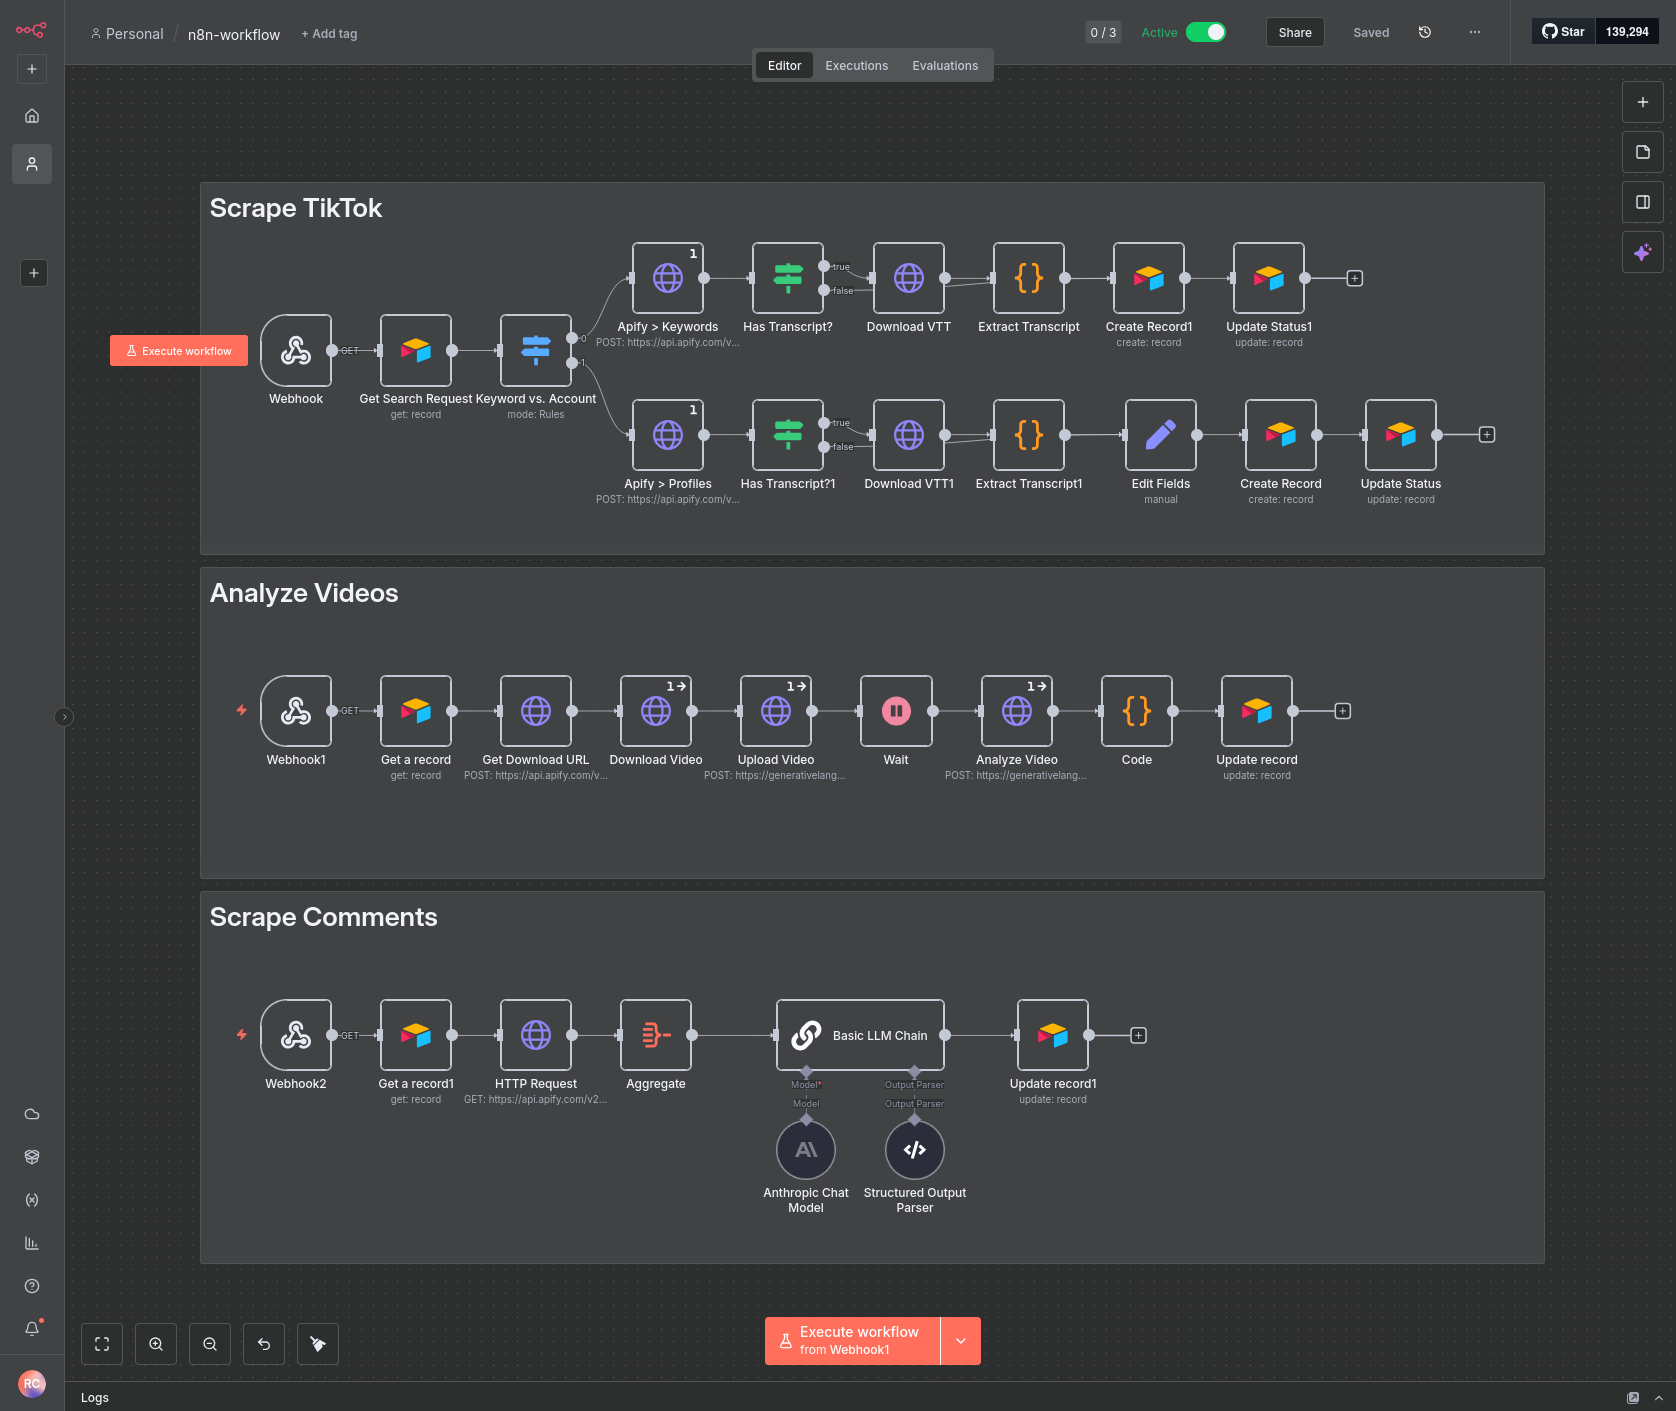 Personal / n8n-workflow + Add tag
0 / 3 Active Share Saved ... Star 139,294
Editor Executions Evaluations
Scrape TikTok
1
true
false
Apify > Keywords Has Transcript? Download VTT Extract Transcript Create Record1 Update Status1
POST: https://api.apify.com/v... create: record update: record
0
Execute workflow GET
1
Webhook Get Search Request Keyword vs. Account
get: record mode: Rules
1
true
false
Apify > Profiles Has Transcript?1 Download VTT1 Extract Transcript1 Edit Fields Create Record Update Status
POST: https://api.apify.com/v... manual create: record update: record
Analyze Videos
1 1 1
GET
Webhook1 Get a record Get Download URL Download Video Upload Video Wait Analyze Video Code Update record
get: record POST: https://api.apify.com/v... POST: https://generativelang... POST: https://generativelang... update: record
Scrape Comments
GET Basic LLM Chain
Webhook2 Get a record1 HTTP Request Aggregate Model* Output Parser Update record1
get: record GET: https://api.apify.com/v2... Model Output Parser update: record
Anthropic Chat Structured Output
Model Parser
Execute workflow
from Webhook1
RC
Logs